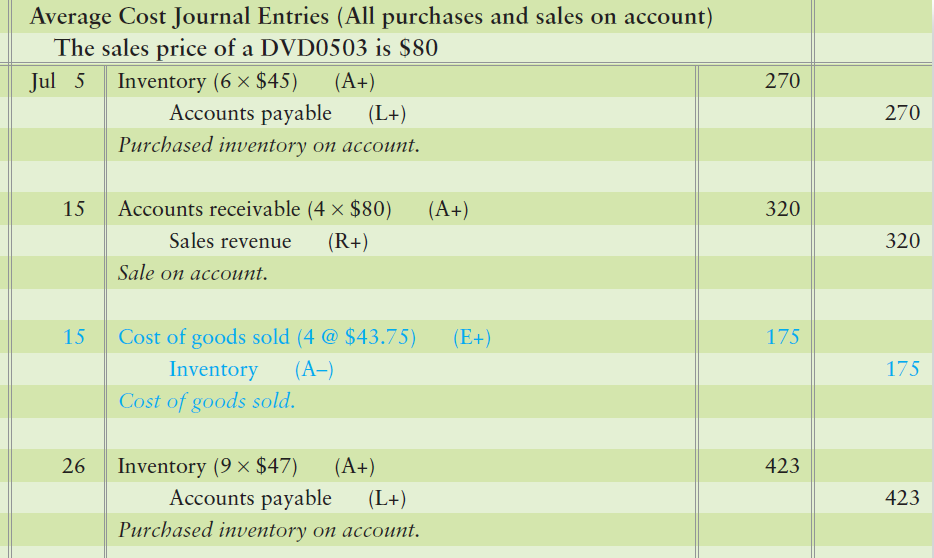 Average Cost Journal Entries (All purchases and sales on account)
The sales price of a DVD0503 is $80
Jul 5 Inventory (6 × $45) (A+) 270
Accounts payable (L+) 270
Purchased inventory on account.
15 Accounts receivable (4 × $80) (A+) 320
Sales revenue (R+) 320
Sale on account.
15 Cost of goods sold (4 @ $43.75) (E+) 175
Inventory (A–) 175
Cost of goods sold.
26 Inventory (9 × $47) (A+) 423
Accounts payable (L+) 423
Purchased inventory on account.